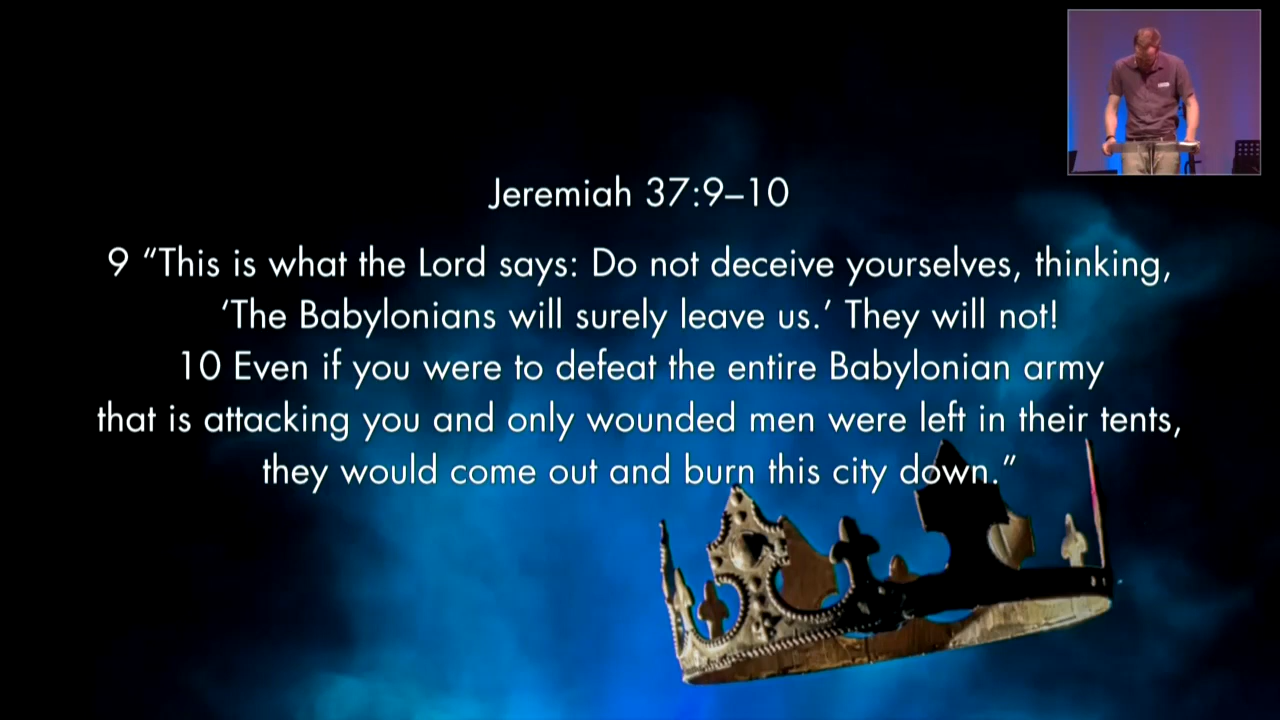 Jeremiah 37:9–10
9 “This is what the Lord says: Do not deceive yourselves, thinking,
‘The Babylonians will surely leave us.’ They will not!
10 Even if you were to defeat the entire Babylonian army
that is attacking you and only wounded men were left in their tents,
they would come out and burn this city down.”